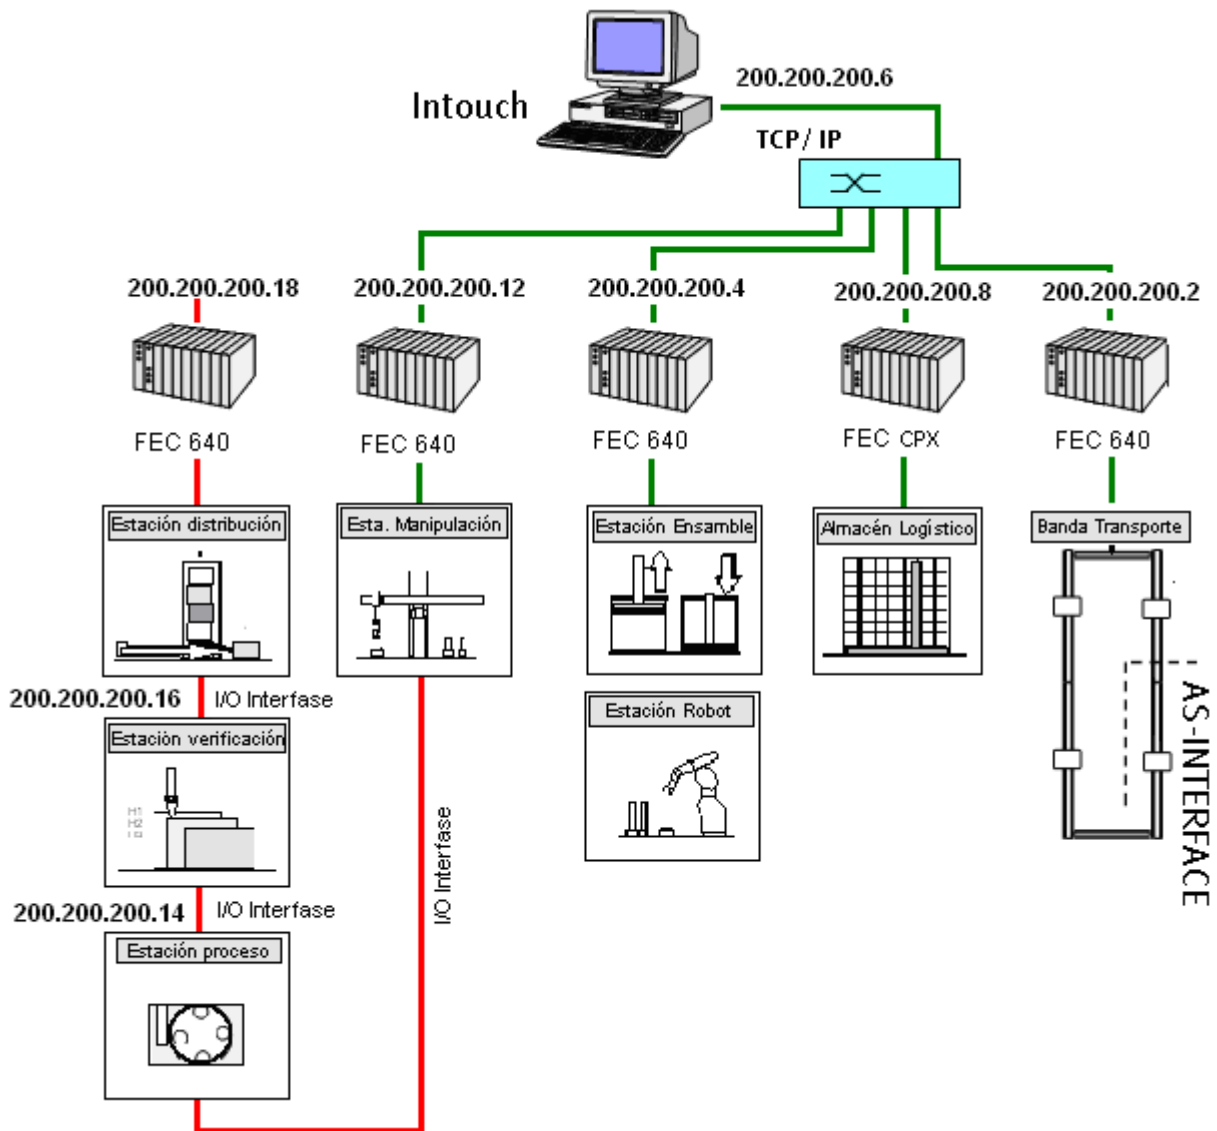 200.200.200.6
Intouch
TCP/ IP
200.200.200.18
200.200.200.12
200.200.200.4
200.200.200.8
200.200.200.2
FEC 640
FEC 640
FEC 640
FEC CPX
FEC 640
Estación distribución
Esta. Manipulación
Estación Ensamble
Almacén Logístico
Banda Transporte
200.200.200.16
I/O Interfase
Estación verificación
H1
H2
Estación Robot
AS-INTERFACE
I/O Interfase
200.200.200.14
I/O Interfase
Estación proceso